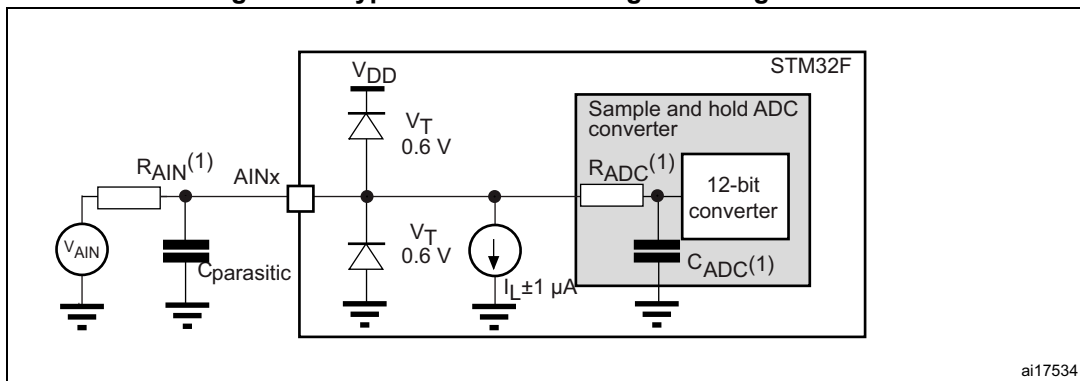 STM32F
VDD
VT
0.6 V
Sample and hold ADC
converter
RAIN(1)
AINx
RADC(1)
12-bit
converter
VAIN
Cparasitic
VT
0.6 V
IL±1 µA
CADC(1)
ai17534